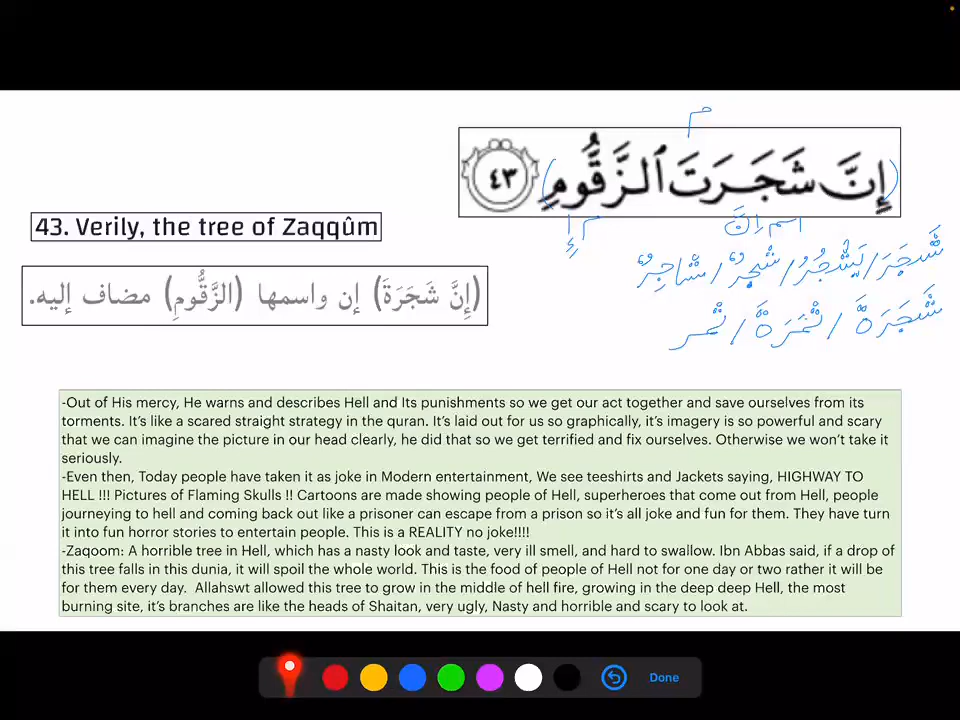 م
إِنَّ شَجَرَتَ ٱلزَّقُّومِ ٤٣
43. Verily, the tree of Zaqqûm
اسم إنَّ
م إِ
(إِنَّ شَجَرَةَ) إن واسمها (الزَّقُّومِ) مضاف إليه.
شَجَرَ/يَشْجُرُ/شجرٌ/شاجِرٌ
شَجَرَةٌ / ثَمَرَةٌ / ثمر
-Out of His mercy, He warns and describes Hell and Its punishments so we get our act together and save ourselves from its
torments. It's like a scared straight strategy in the quran. It's laid out for us so graphically, it's imagery is so powerful and scary
that we can imagine the picture in our head clearly, he did that so we get terrified and fix ourselves. Otherwise we won't take it
seriously.
-Even then, Today people have taken it as joke in Modern entertainment, We see teeshirts and Jackets saying, HIGHWAY TO
HELL !!! Pictures of Flaming Skulls !! Cartoons are made showing people of Hell, superheroes that come out from Hell, people
journeying to hell and coming back out like a prisoner can escape from a prison so it's all joke and fun for them. They have turn
it into fun horror stories to entertain people. This is a REALITY no joke!!!!
-Zaqoom: A horrible tree in Hell, which has a nasty look and taste, very ill smell, and hard to swallow. Ibn Abbas said, if a drop of
this tree falls in this dunia, it will spoil the whole world. This is the food of people of Hell not for one day or two rather it will be
for them every day.  Allahswt allowed this tree to grow in the middle of hell fire, growing in the deep deep Hell, the most
burning site, it's branches are like the heads of Shaitan, very ugly, Nasty and horrible and scary to look at.
Done